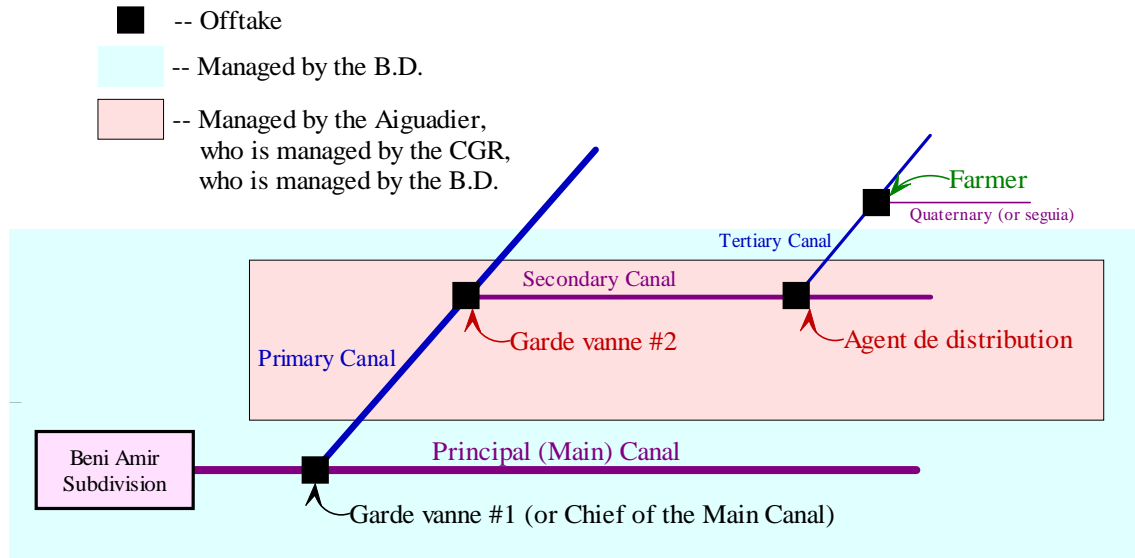 -- Offtake
-- Managed by the B.D.
-- Managed by the Aiguadier,
who is managed by the CGR,
who is managed by the B.D.
Farmer
Quaternary (or seguia)
Tertiary Canal
Secondary Canal
Garde vanne #2
Agent de distribution
Primary Canal
Principal (Main) Canal
Beni Amir
Subdivision
Garde vanne #1 (or Chief of the Main Canal)